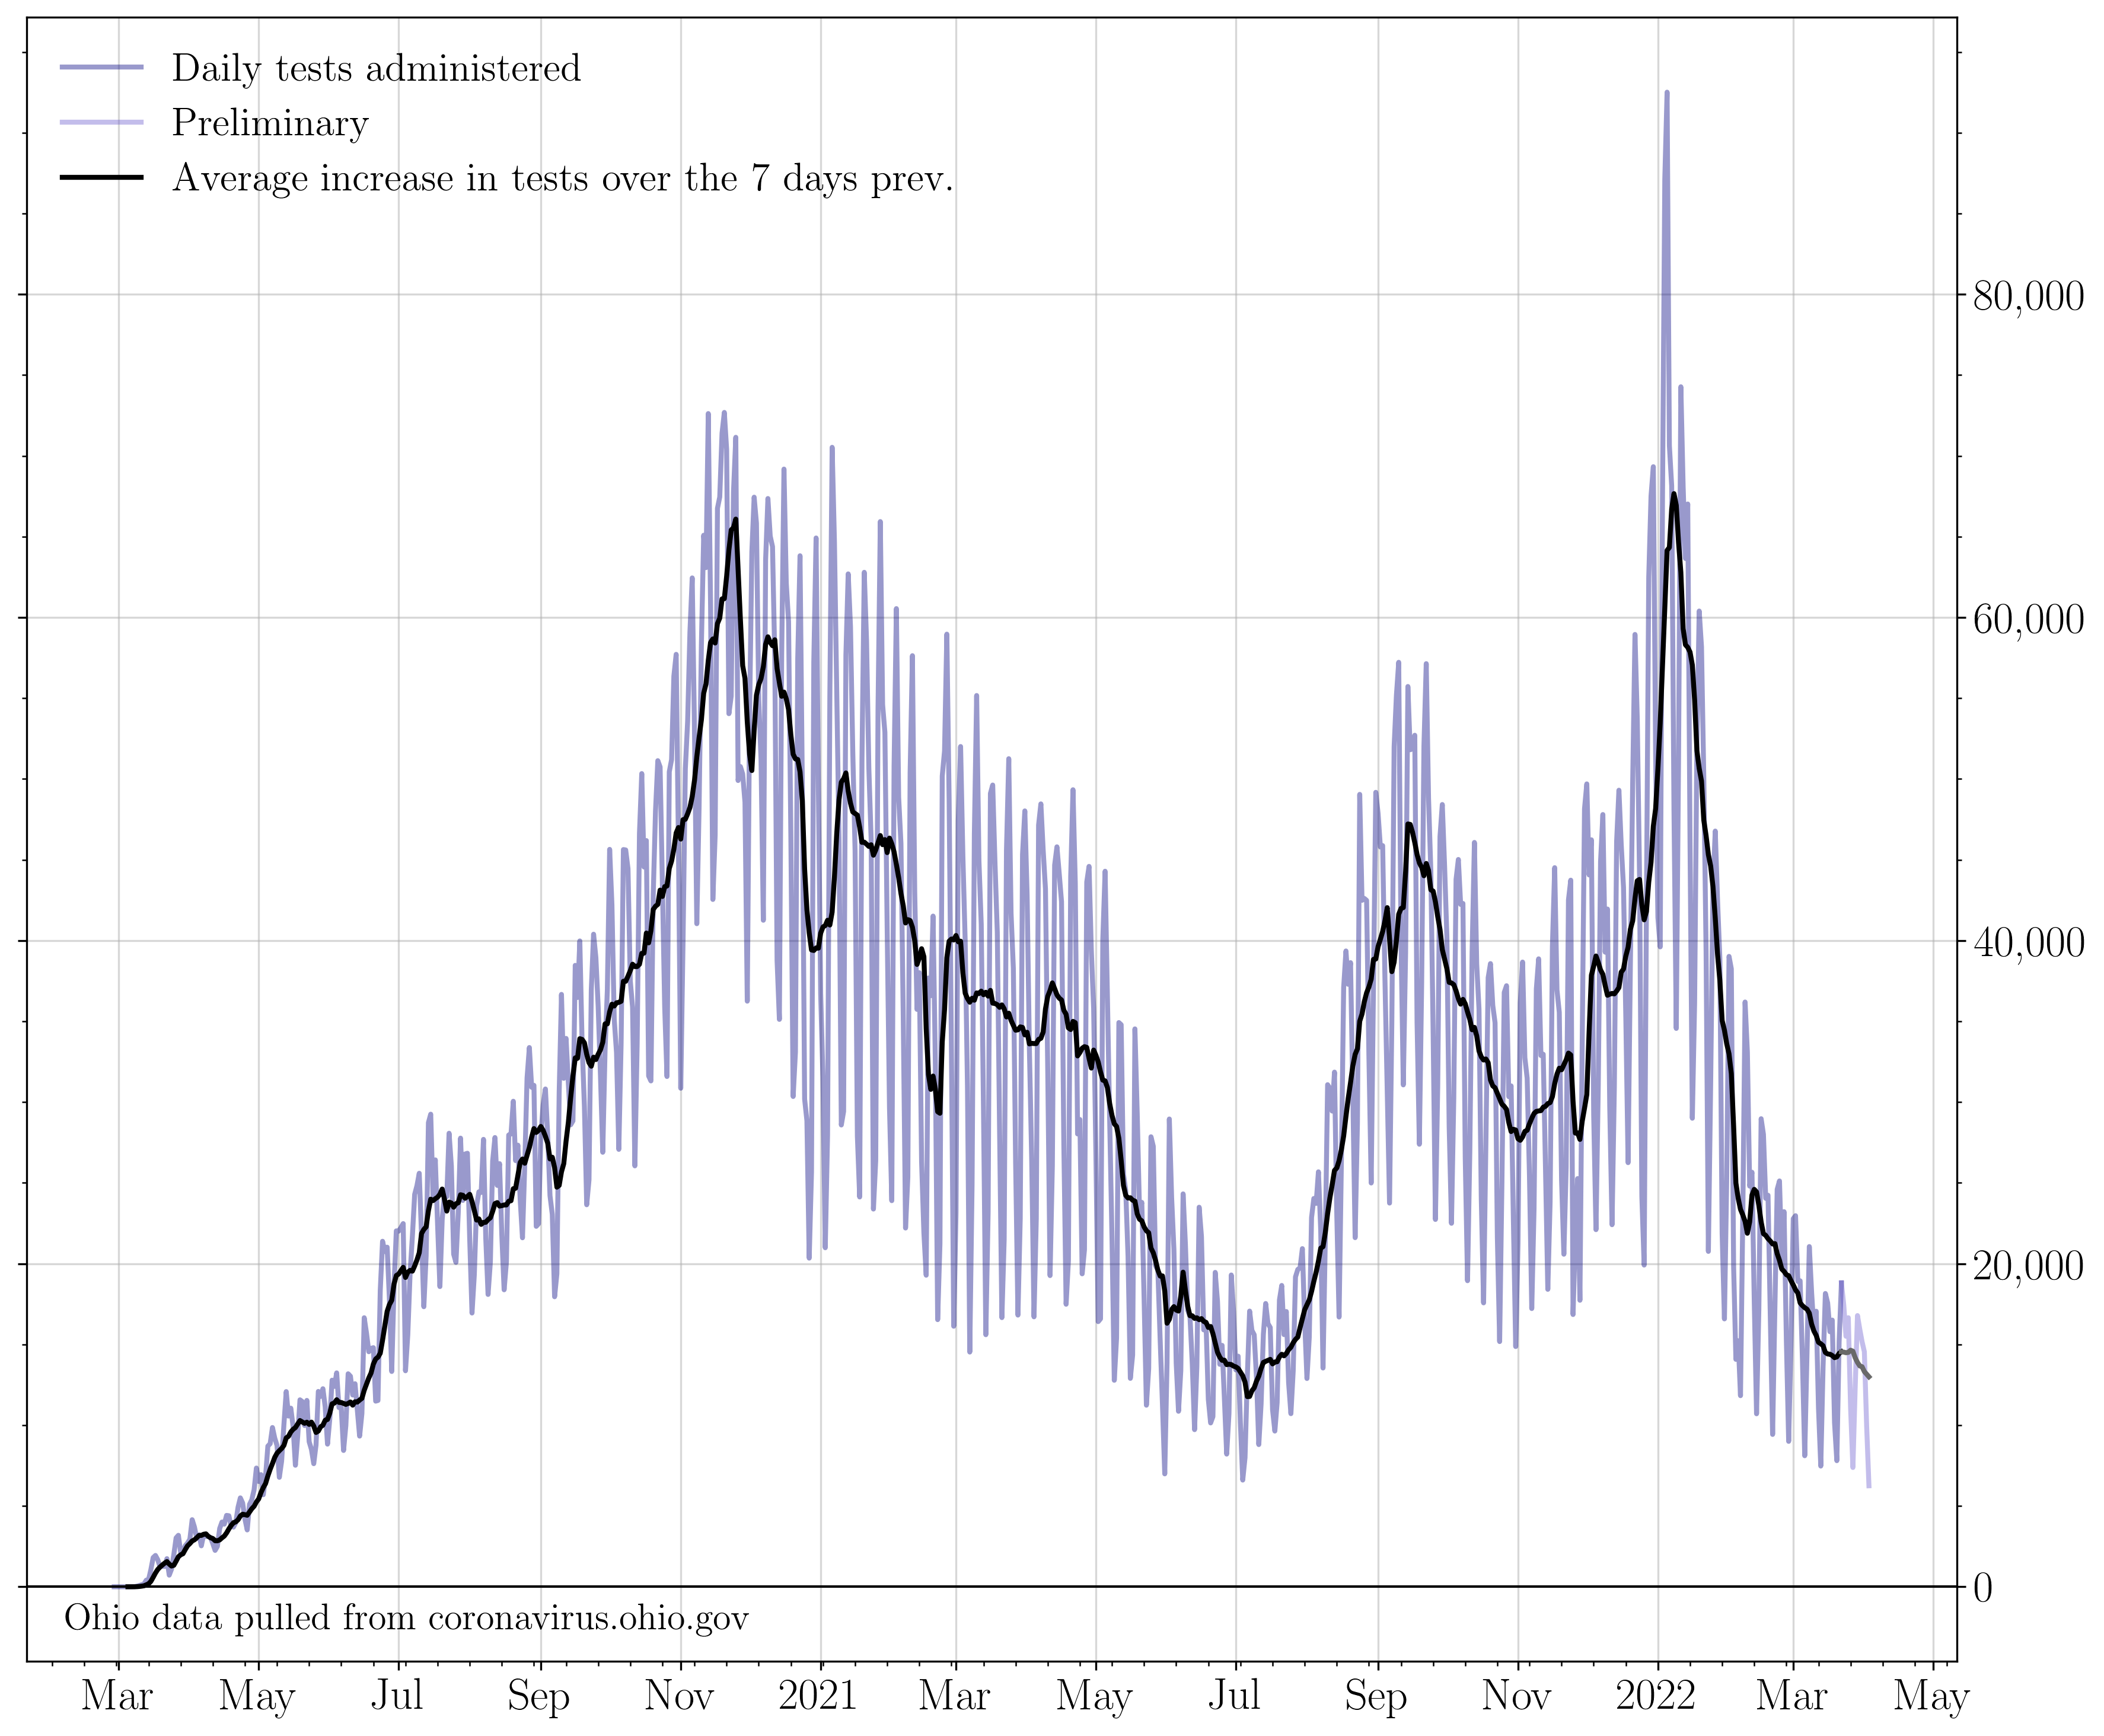 Daily tests administered
Preliminary
Average increase in tests over the 7 days prev.
80,000
60,000
40,000
20,000
0
Ohio data pulled from coronavirus.ohio.gov
Mar May Jul Sep Nov 2021 Mar May Jul Sep Nov 2022 Mar May